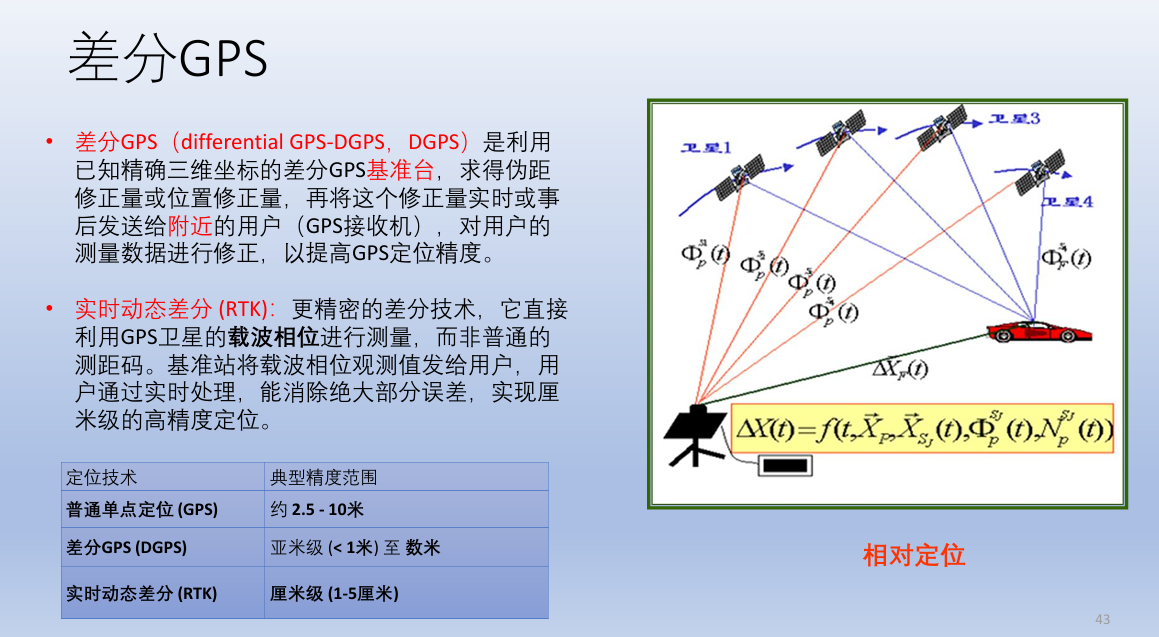 差分GPS
• 差分GPS（differential GPS-DGPS，DGPS）是利用
已知精确三维坐标的差分GPS基准台，求得伪距
修正量或位置修正量，再将这个修正量实时或事
后发送给附近的用户（GPS接收机），对用户的
测量数据进行修正，以提高GPS定位精度。
• 实时动态差分 (RTK)：更精密的差分技术，它直接
利用GPS卫星的载波相位进行测量，而非普通的
测距码。基准站将载波相位观测值发给用户，用
户通过实时处理，能消除绝大部分误差，实现厘
米级的高精度定位。
定位技术 典型精度范围
普通单点定位 (GPS) 约 2.5 - 10米
差分GPS (DGPS) 亚米级 (< 1米) 至 数米
实时动态差分 (RTK) 厘米级 (1-5厘米)
卫星1
卫星3
卫星4
Φ_p^{S1}(t)
Φ_p^{S2}(t)
Φ_p^{S3}(t)
Φ_p^{S4}(t)
Φ_F^{S4}(t)
ΔX_F(t)
ΔX(t)=f(t,X⃗_P,X⃗_{S_J}(t),Φ_p^{SJ}(t),N_p^{SJ}(t))
相对定位
43